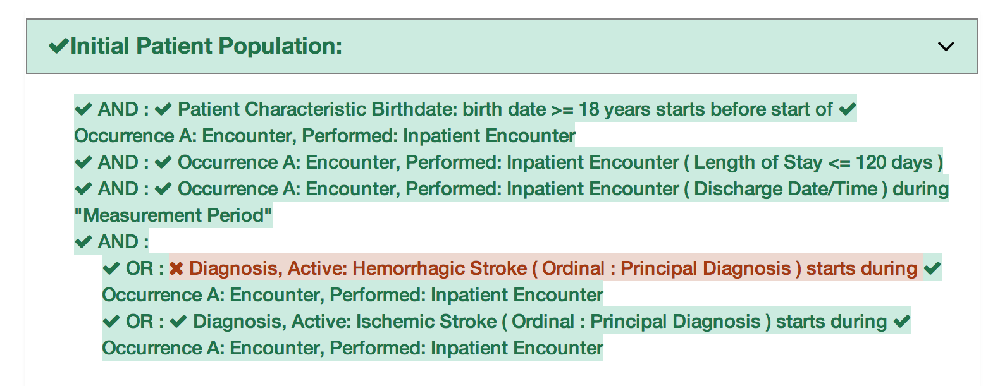 ✔Initial Patient Population:
✔ AND : ✔ Patient Characteristic Birthdate: birth date >= 18 years starts before start of ✔
Occurrence A: Encounter, Performed: Inpatient Encounter
✔ AND : ✔ Occurrence A: Encounter, Performed: Inpatient Encounter ( Length of Stay <= 120 days )
✔ AND : ✔ Occurrence A: Encounter, Performed: Inpatient Encounter ( Discharge Date/Time ) during
"Measurement Period"
✔ AND :
✔ OR : ✖ Diagnosis, Active: Hemorrhagic Stroke ( Ordinal : Principal Diagnosis ) starts during ✔
Occurrence A: Encounter, Performed: Inpatient Encounter
✔ OR : ✔ Diagnosis, Active: Ischemic Stroke ( Ordinal : Principal Diagnosis ) starts during ✔
Occurrence A: Encounter, Performed: Inpatient Encounter